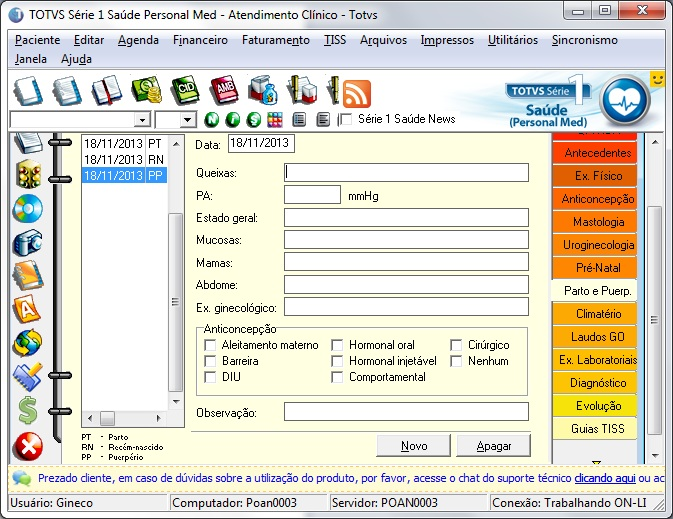 TOTVS Série 1 Saúde Personal Med - Atendimento Clínico - Totvs
Paciente Editar Agenda Financeiro Faturamento TISS Arquivos Impressos Utilitários Sincronismo
Janela Ajuda
CID
AMB
TOTVS Série 1
Saúde
(Personal Med)
N F S
Série 1 Saúde News
18/11/2013 PT
18/11/2013 RN
18/11/2013 PP
PT - Parto
RN - Recém-nascido
PP - Puerpério
Data: 18/11/2013
Queixas:
PA: mmHg
Estado geral:
Mucosas:
Mamas:
Abdome:
Ex. ginecológico:
Anticoncepção
Aleitamento materno Hormonal oral Cirúrgico
Barreira Hormonal injetável Nenhum
DIU Comportamental
Observação:
Novo Apagar
Antecedentes
Ex. Físico
Anticoncepção
Mastologia
Uroginecologia
Pré-Natal
Parto e Puerp.
Climatério
Laudos GO
Ex. Laboratoriais
Diagnóstico
Evolução
Guias TISS
Prezado cliente, em caso de dúvidas sobre a utilização do produto, por favor, acesse o chat do suporte técnico clicando aqui ou ac
Usuário: Gineco Computador: Poan0003 Servidor: POAN0003 Conexão: Trabalhando ON-LI